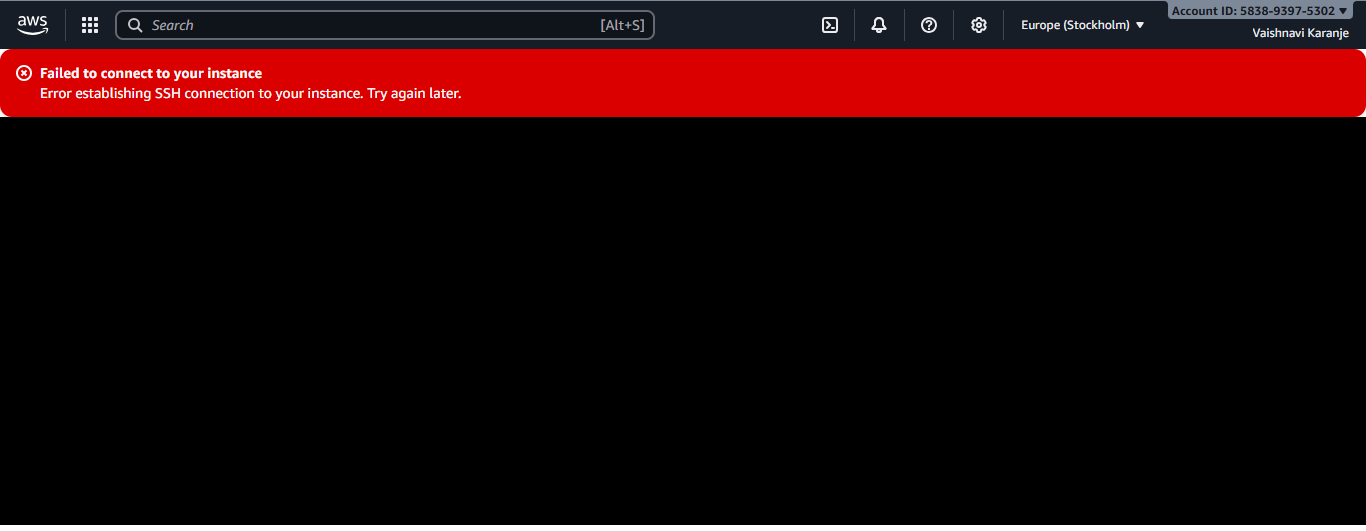 aws
Search
[Alt+S]
Europe (Stockholm)
Account ID: 5838-9397-5302
Vaishnavi Karanje
Failed to connect to your instance
Error establishing SSH connection to your instance. Try again later.